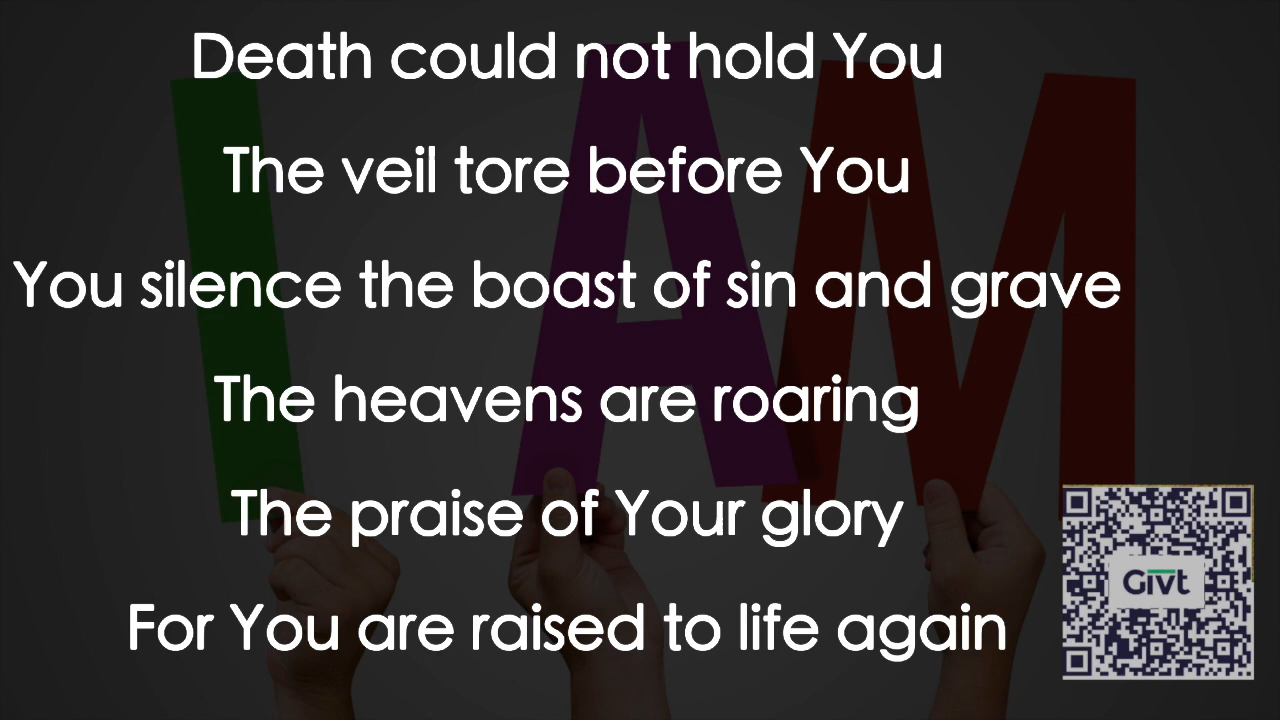 Death could not hold You
The veil tore before You
You silence the boast of sin and grave
The heavens are roaring
The praise of Your glory
For You are raised to life again
I AM
Givt